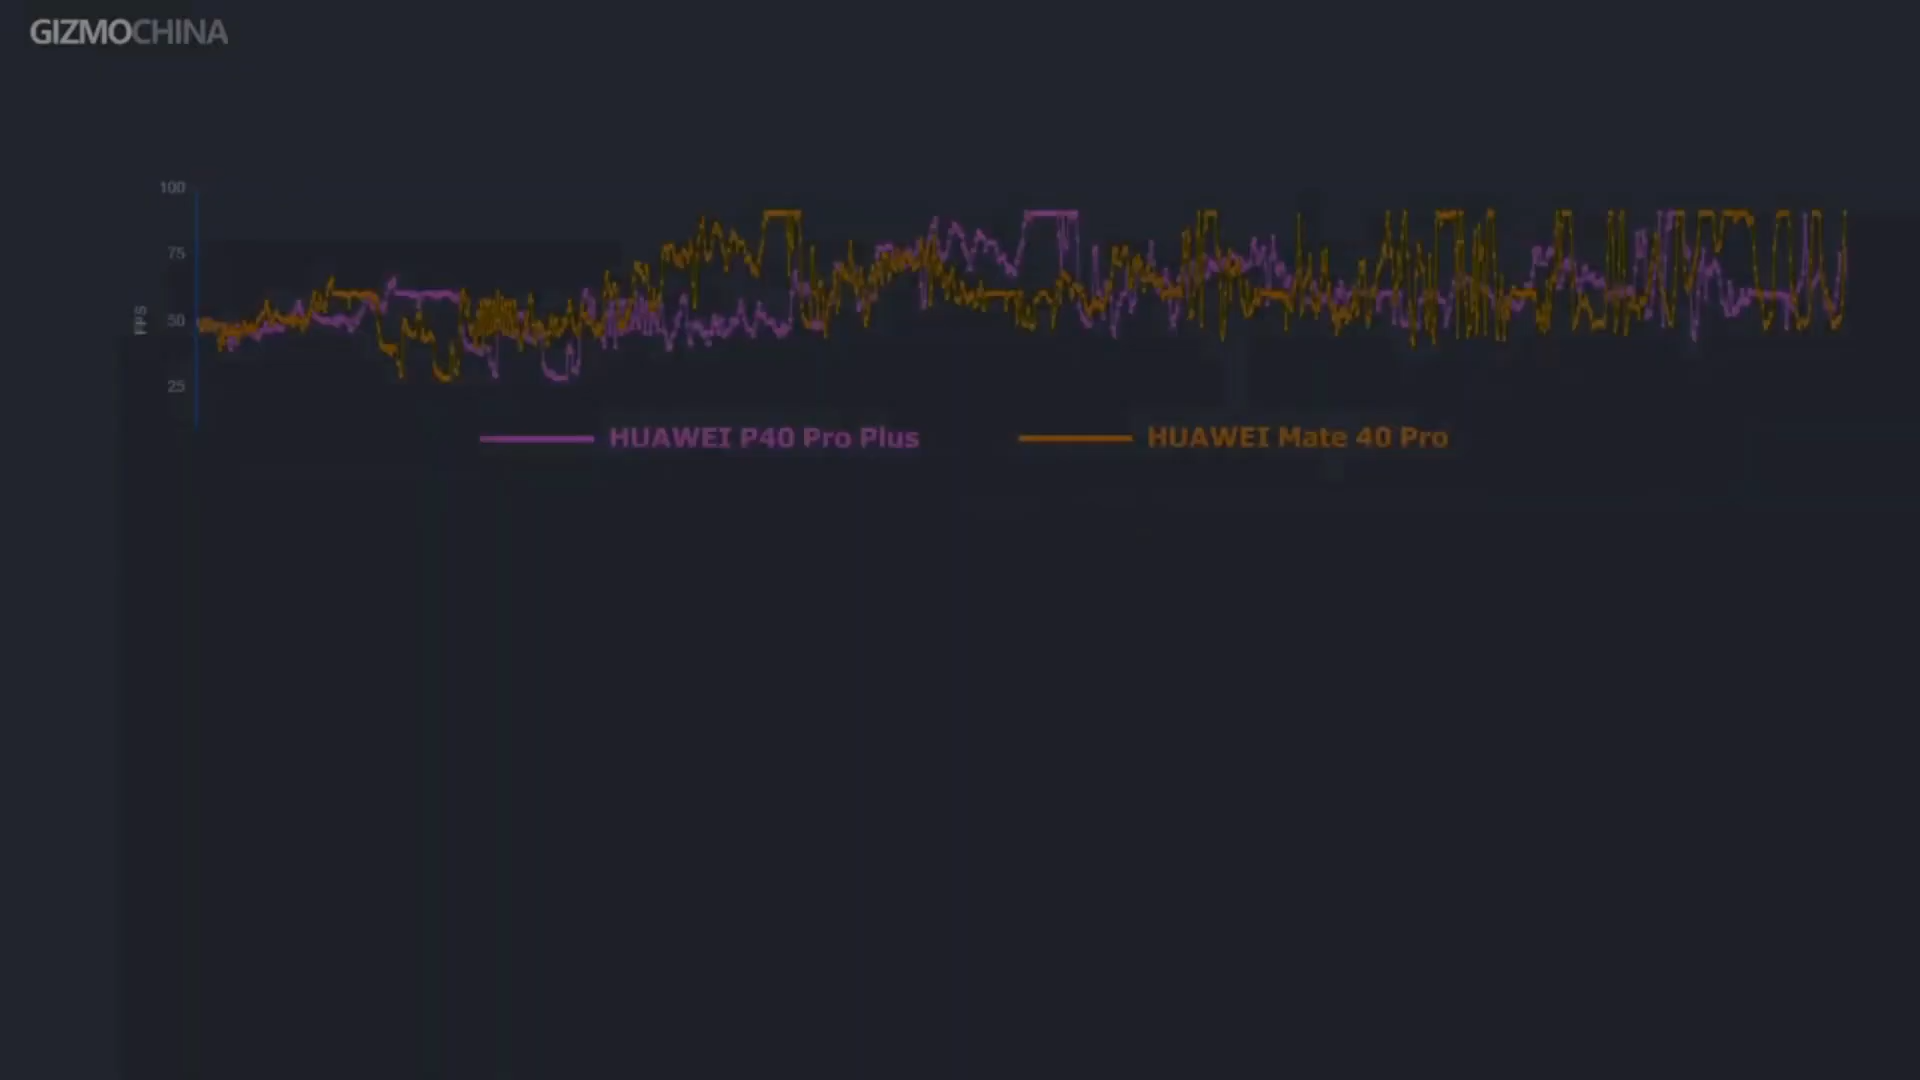 GIZMOCHINA
100
75
50
25
FPS
HUAWEI P40 Pro Plus
HUAWEI Mate 40 Pro